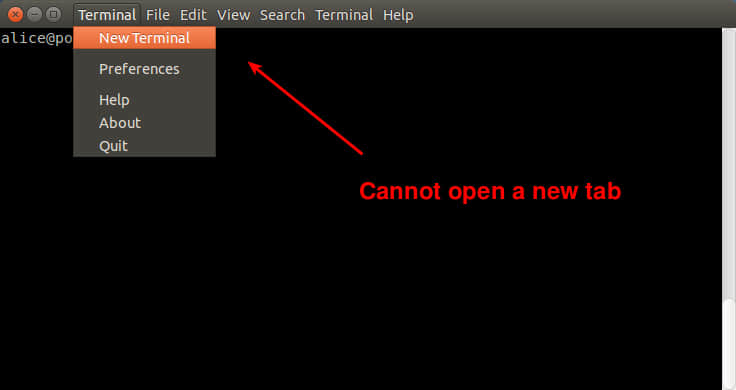 Terminal File Edit View Search Terminal Help
alice@po
New Terminal
Preferences
Help
About
Quit
Cannot open a new tab